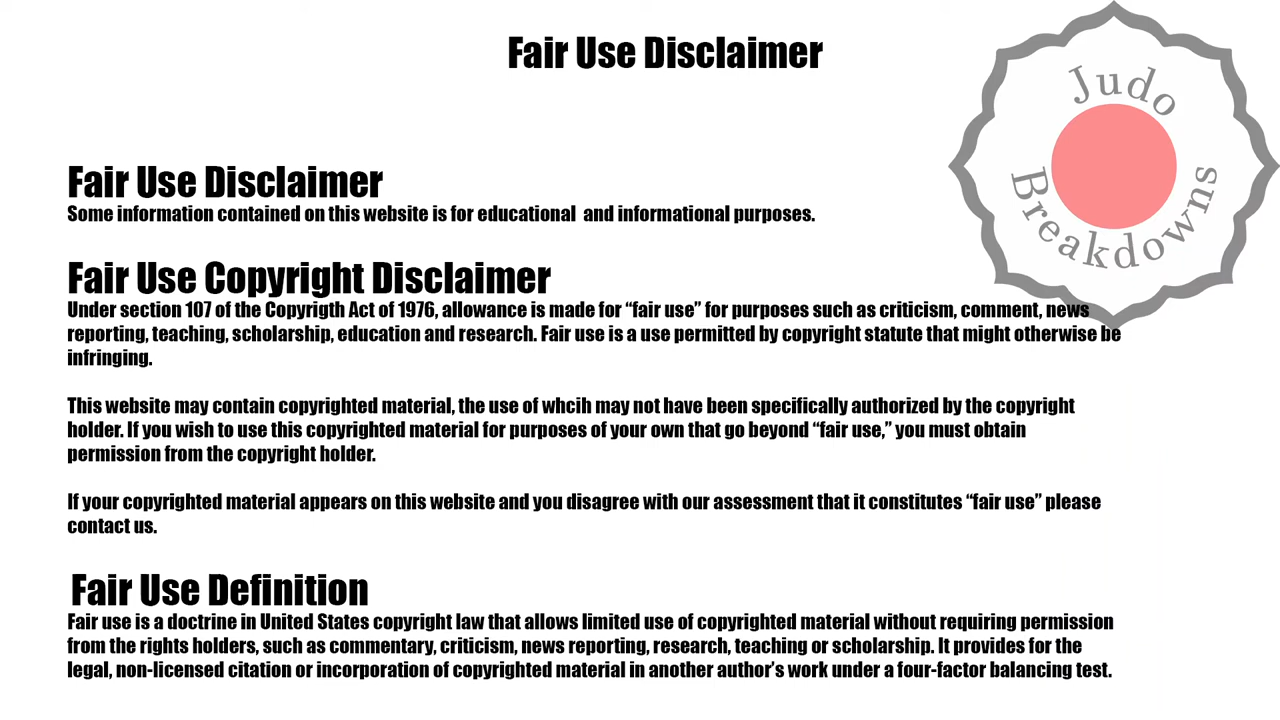 Fair Use Disclaimer
Judo
Breakdowns
Fair Use Disclaimer
Some information contained on this website is for educational  and informational purposes.
Fair Use Copyright Disclaimer
Under section 107 of the Copyrigth Act of 1976, allowance is made for “fair use” for purposes such as criticism, comment, news
reporting, teaching, scholarship, education and research. Fair use is a use permitted by copyright statute that might otherwise be
infringing.
This website may contain copyrighted material, the use of whcih may not have been specifically authorized by the copyright
holder. If you wish to use this copyrighted material for purposes of your own that go beyond “fair use,” you must obtain
permission from the copyright holder.
If your copyrighted material appears on this website and you disagree with our assessment that it constitutes “fair use” please
contact us.
Fair Use Definition
Fair use is a doctrine in United States copyright law that allows limited use of copyrighted material without requiring permission
from the rights holders, such as commentary, criticism, news reporting, research, teaching or scholarship. It provides for the
legal, non-licensed citation or incorporation of copyrighted material in another author’s work under a four-factor balancing test.